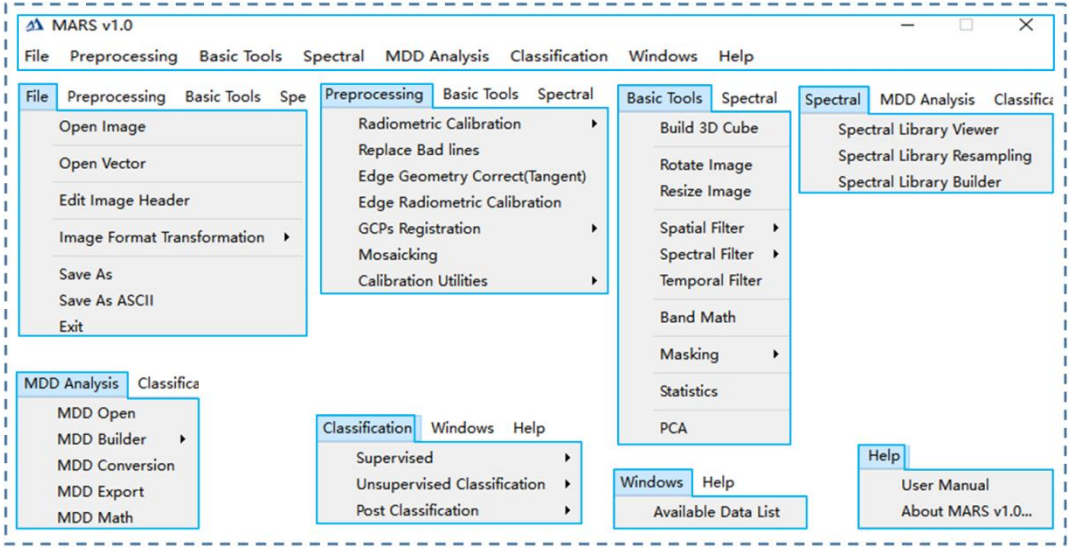 MARS v1.0
File Preprocessing Basic Tools Spectral MDD Analysis Classification Windows Help
File Preprocessing Basic Tools Spe
Open Image
Open Vector
Edit Image Header
Image Format Transformation
Save As
Save As ASCII
Exit
Preprocessing Basic Tools Spectral
Radiometric Calibration
Replace Bad lines
Edge Geometry Correct(Tangent)
Edge Radiometric Calibration
GCPs Registration
Mosaicking
Calibration Utilities
Basic Tools Spectral
Build 3D Cube
Rotate Image
Resize Image
Spatial Filter
Spectral Filter
Temporal Filter
Band Math
Masking
Statistics
PCA
Spectral MDD Analysis Classifica
Spectral Library Viewer
Spectral Library Resampling
Spectral Library Builder
MDD Analysis Classifica
MDD Open
MDD Builder
MDD Conversion
MDD Export
MDD Math
Classification Windows Help
Supervised
Unsupervised Classification
Post Classification
Windows Help
Available Data List
Help
User Manual
About MARS v1.0...